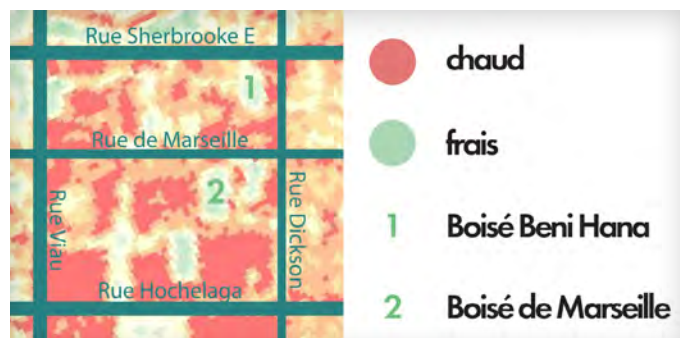 Rue Sherbrooke E
1
Rue de Marseille
2
Rue Viau
Rue Dickson
Rue Hochelaga
chaud
frais
1 Boisé Beni Hana
2 Boisé de Marseille